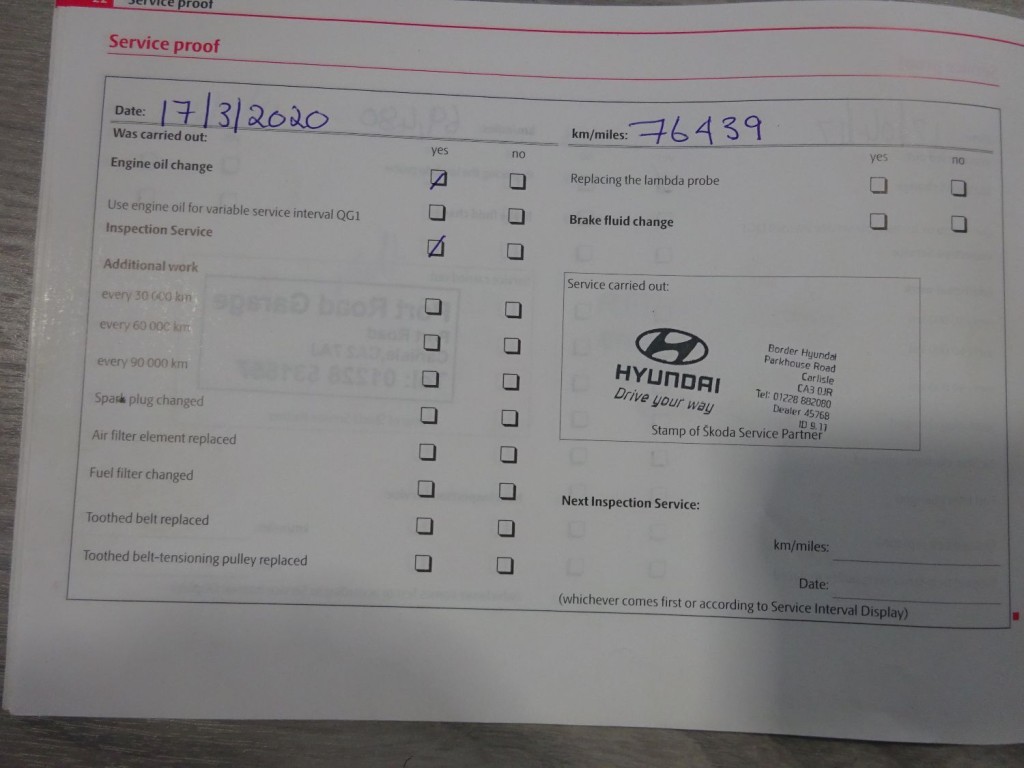 Service proof
Service proof
Date: 17/3/2020
km/miles: 76439
Was carried out:
yes no
yes no
Engine oil change
Replacing the lambda probe
Use engine oil for variable service interval QG1
Brake fluid change
Inspection Service
Additional work
every 30 000 km
every 60 000 km
every 90 000 km
Spark plug changed
Air filter element replaced
Fuel filter changed
Toothed belt replaced
Toothed belt-tensioning pulley replaced
Service carried out:
HYUNDAI
Drive your way
Border Hyundai
Parkhouse Road
Carlisle
CA3 0JR
Tel: 01228 882080
Dealer 45768
ID 9.11
Stamp of Skoda Service Partner
Next Inspection Service:
km/miles:
Date:
(whichever comes first or according to Service Interval Display)